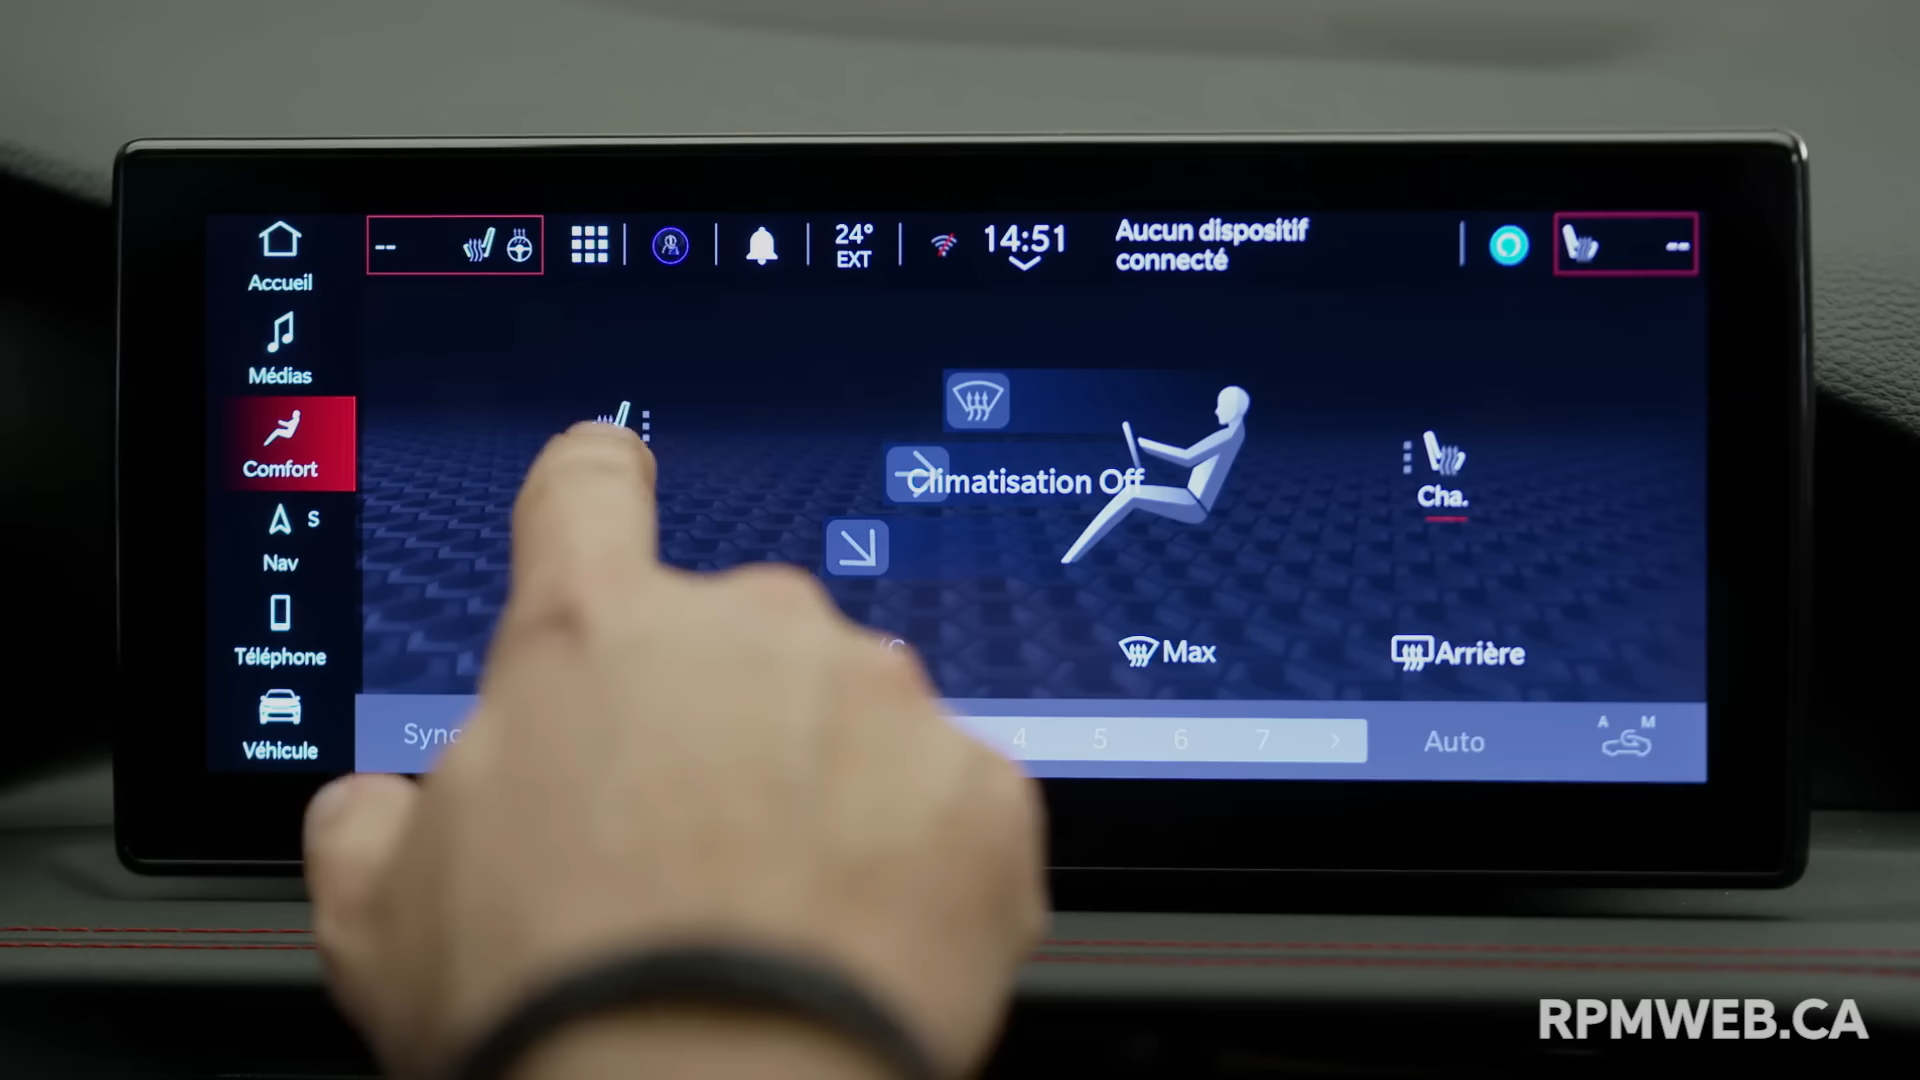 Accueil
Médias
Comfort
Nav
S
Téléphone
Véhicule
--
24°
EXT
14:51
Aucun dispositif
connecté
--
Climatisation Off
Cha.
Max
Arrière
Sync
4 5 6 7 >
Auto
A M
RPMWEB.CA